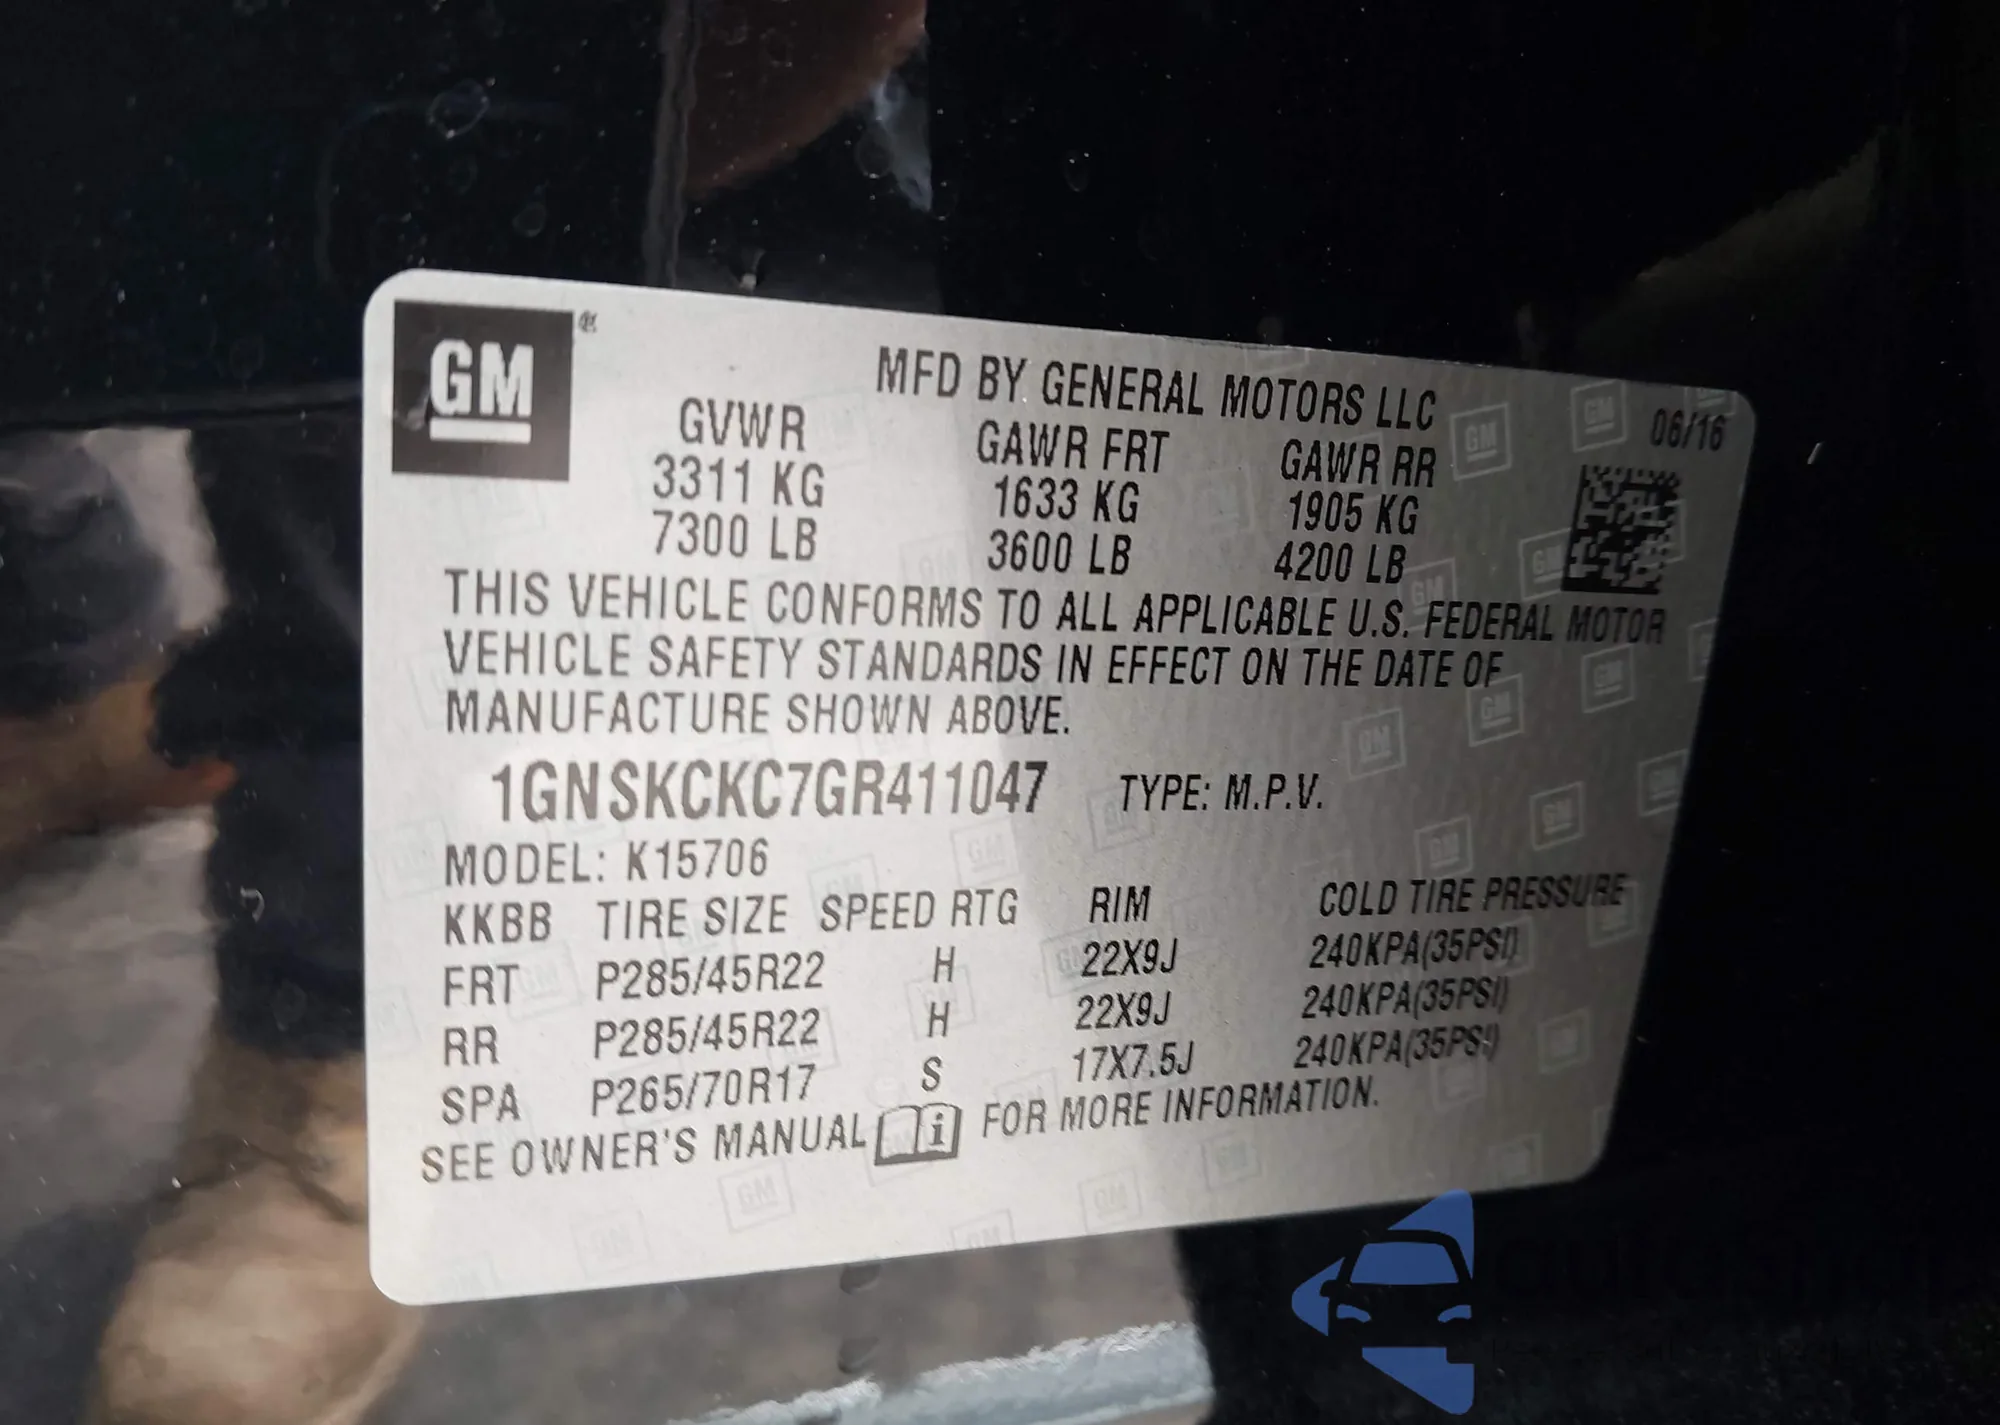 GM
MFD BY GENERAL MOTORS LLC
06/16
GVWR GAWR FRT GAWR RR
3311 KG 1633 KG 1905 KG
7300 LB 3600 LB 4200 LB
THIS VEHICLE CONFORMS TO ALL APPLICABLE U.S. FEDERAL MOTOR
VEHICLE SAFETY STANDARDS IN EFFECT ON THE DATE OF
MANUFACTURE SHOWN ABOVE.
1GNSKCKC7GR411047 TYPE: M.P.V.
MODEL: K15706
KKBB TIRE SIZE SPEED RTG RIM COLD TIRE PRESSURE
FRT P285/45R22 H 22X9J 240KPA(35PSI)
RR P285/45R22 H 22X9J 240KPA(35PSI)
SPA P265/70R17 S 17X7.5J 240KPA(35PSI)
SEE OWNER'S MANUAL i FOR MORE INFORMATION.